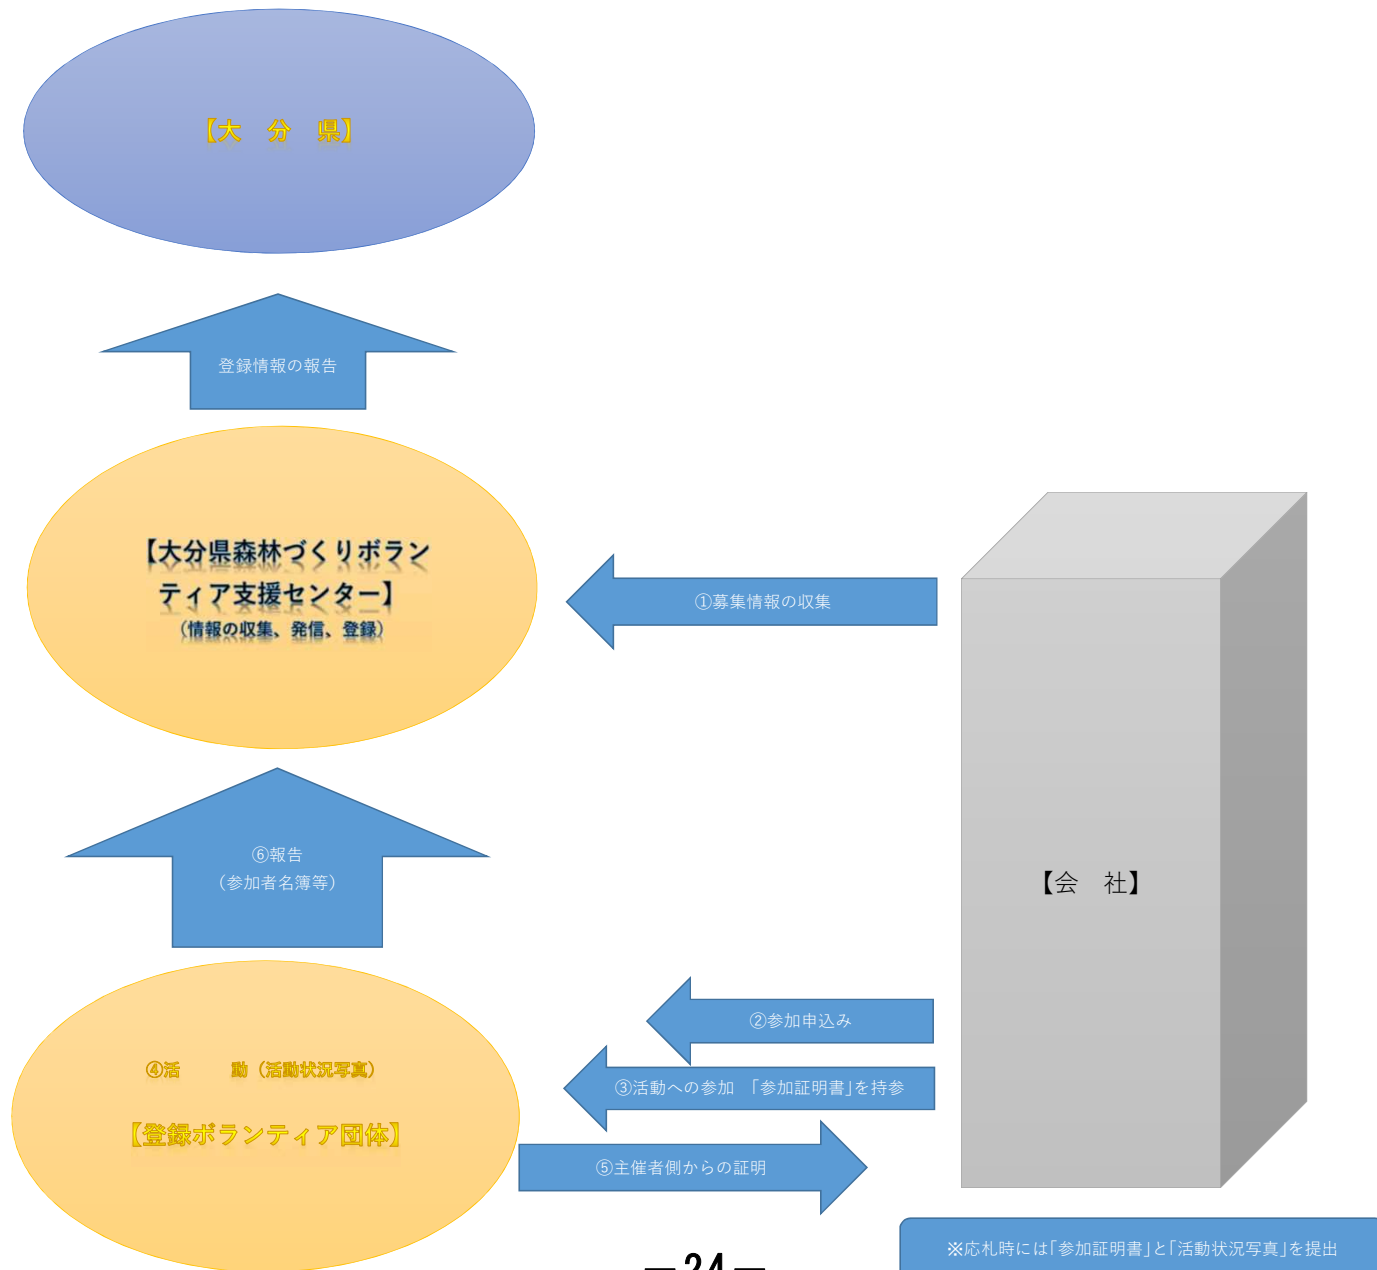 【大　分　県】
登録情報の報告
【大分県森林づくりボラン
ティア支援センター】
（情報の収集、発信、登録）
①募集情報の収集
⑥報告
（参加者名簿等）
【会　社】
②参加申込み
③活動への参加　「参加証明書」を持参
④活　　　動（活動状況写真）
【登録ボランティア団体】
⑤主催者側からの証明
※応札時には「参加証明書」と「活動状況写真」を提出
－24－